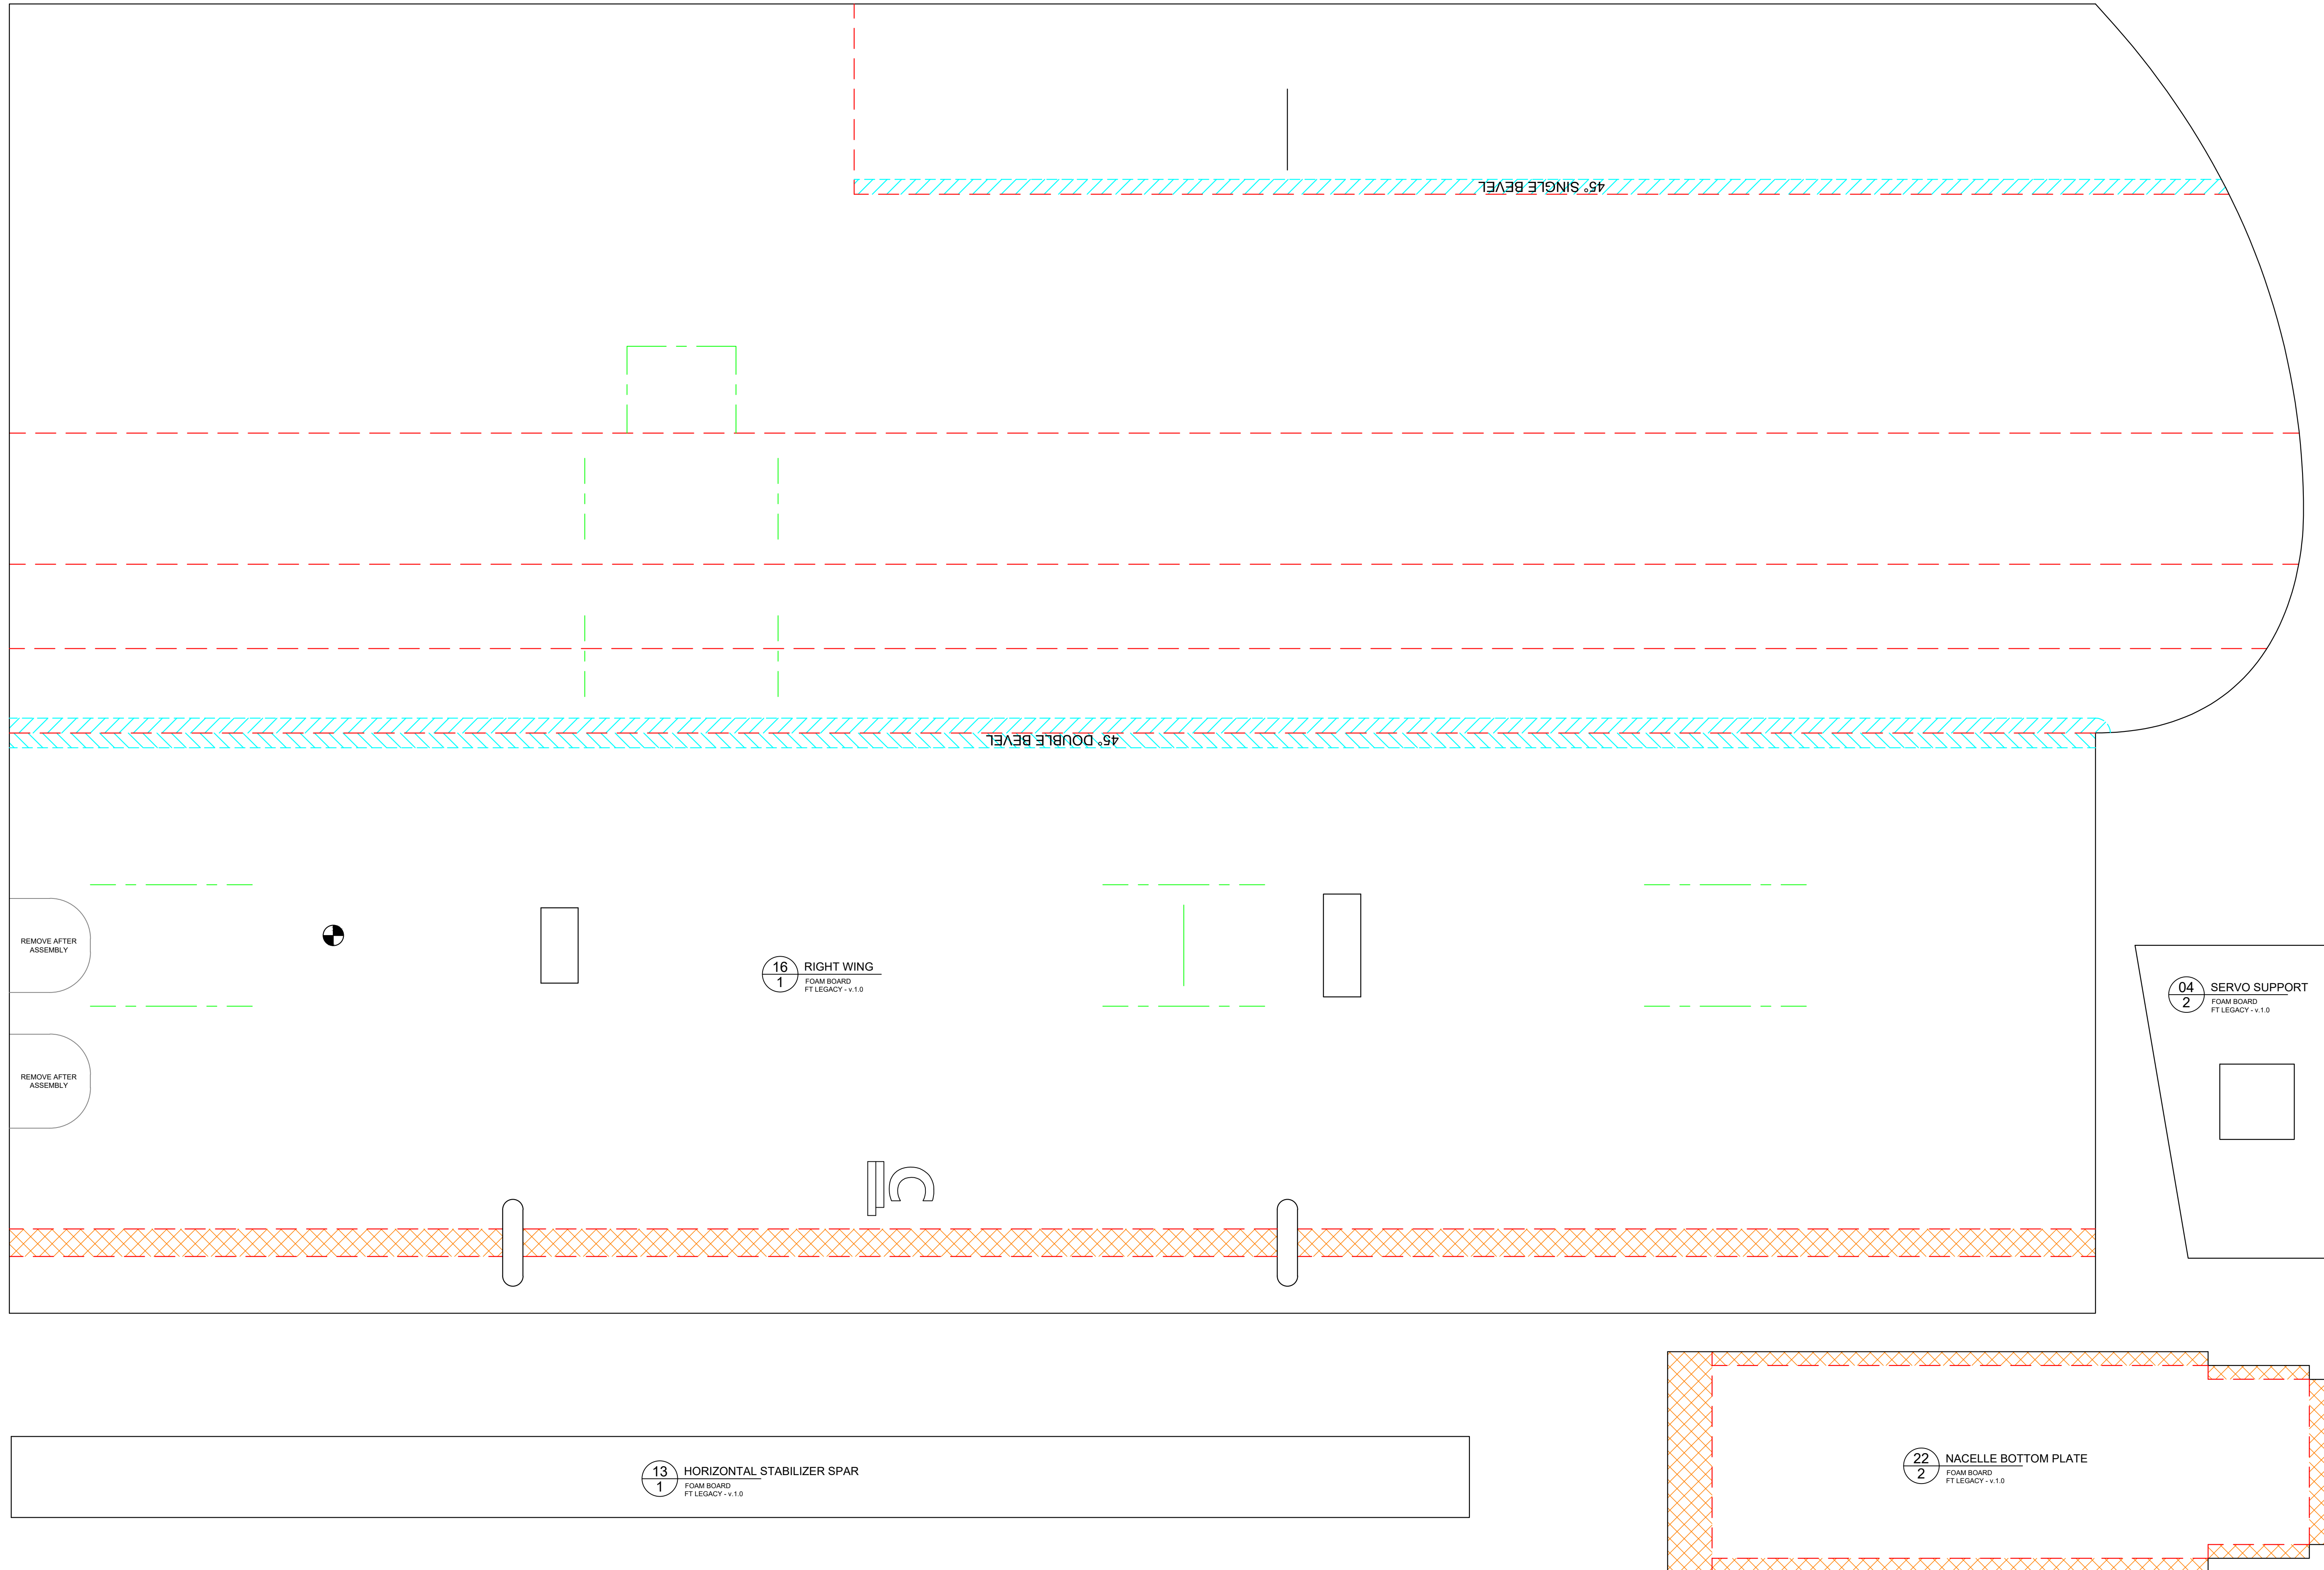 45° SINGLE BEVEL
45° DOUBLE BEVEL
REMOVE AFTER
ASSEMBLY
16
1
RIGHT WING
FOAM BOARD
FT LEGACY - v.1.0
04
2
SERVO SUPPORT
FOAM BOARD
FT LEGACY - v.1.0
REMOVE AFTER
ASSEMBLY
13
1
HORIZONTAL STABILIZER SPAR
FOAM BOARD
FT LEGACY - v.1.0
22
2
NACELLE BOTTOM PLATE
FOAM BOARD
FT LEGACY - v.1.0